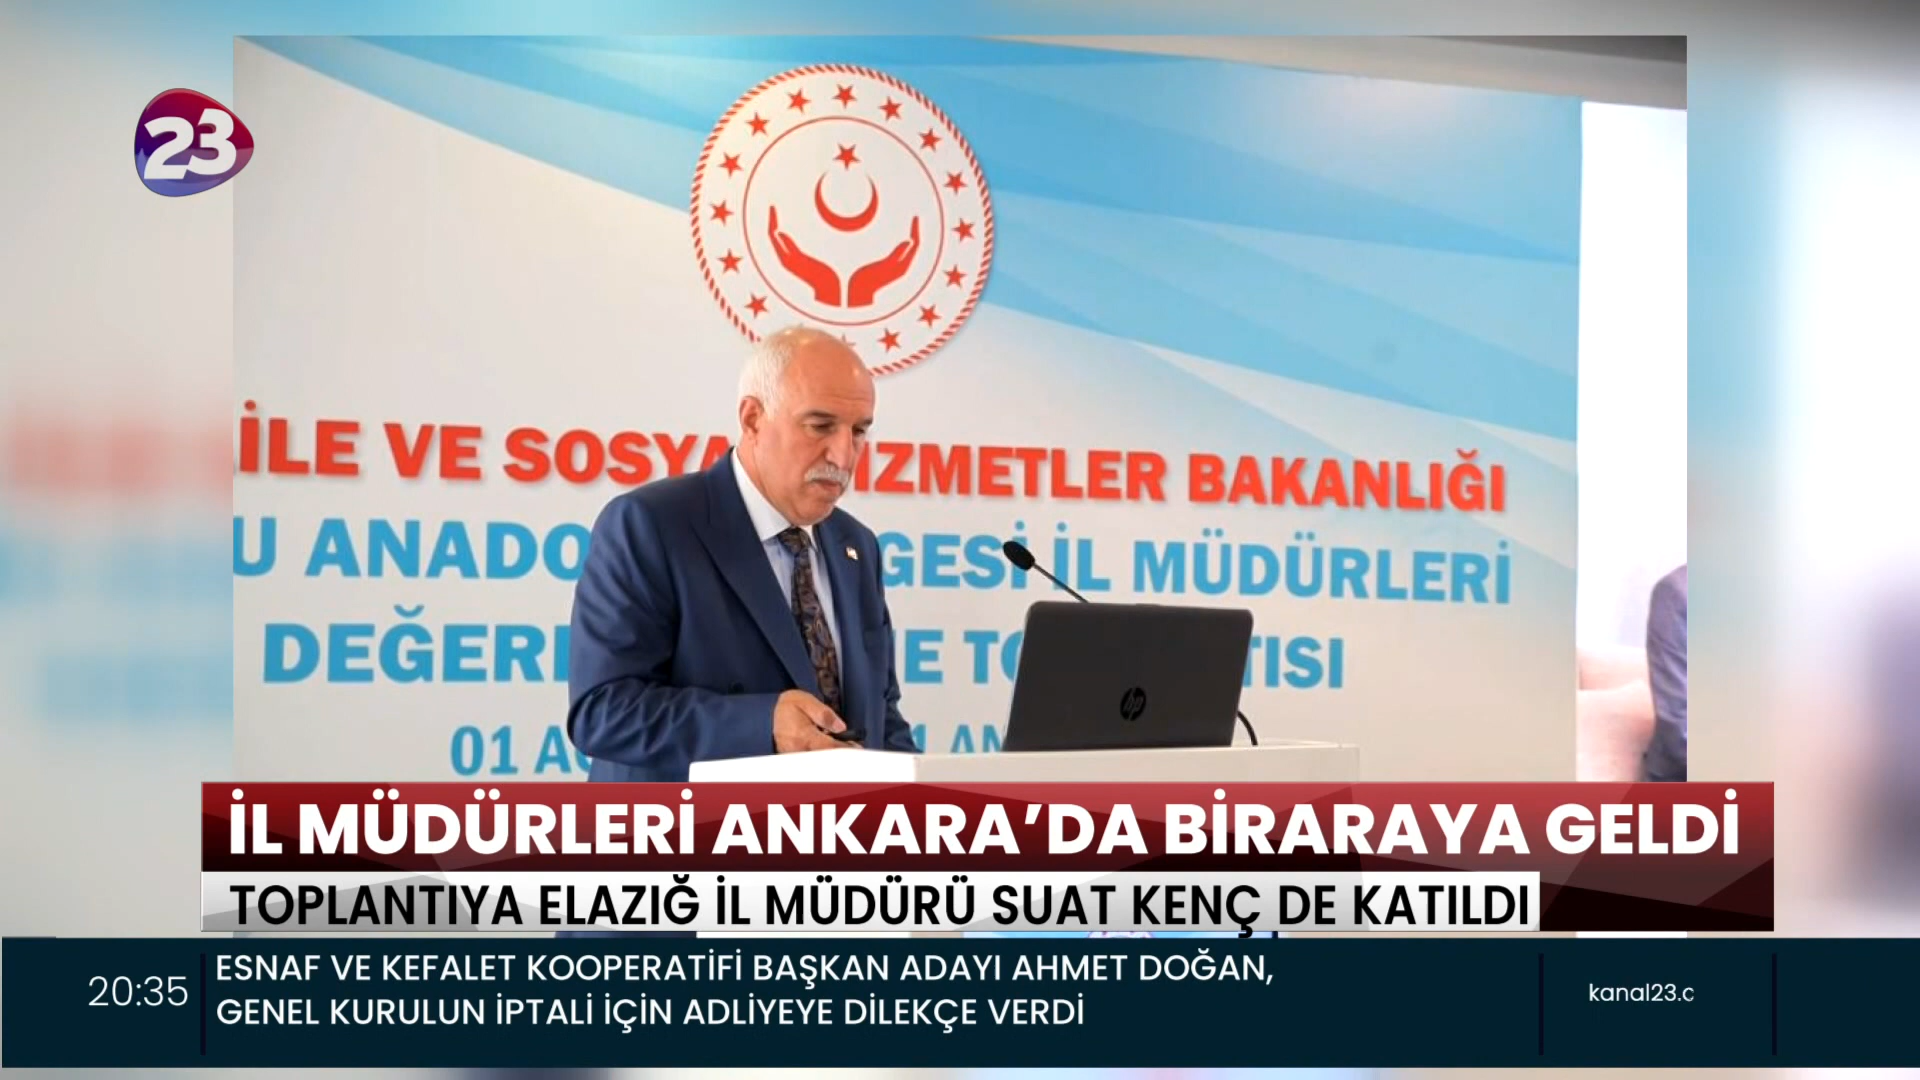 23
İLE VE SOSYA İZMETLER BAKANLIĞI
U ANADO GESİ İL MÜDÜRLERİ
DEĞER E TO TISI
01 A
hp
İL MÜDÜRLERİ ANKARA'DA BİRARAYA GELDİ
TOPLANTIYA ELAZIĞ İL MÜDÜRÜ SUAT KENÇ DE KATILDI
20:35
ESNAF VE KEFALET KOOPERATİFİ BAŞKAN ADAYI AHMET DOĞAN,
GENEL KURULUN İPTALİ İÇİN ADLİYEYE DİLEKÇE VERDİ
kanal23.c